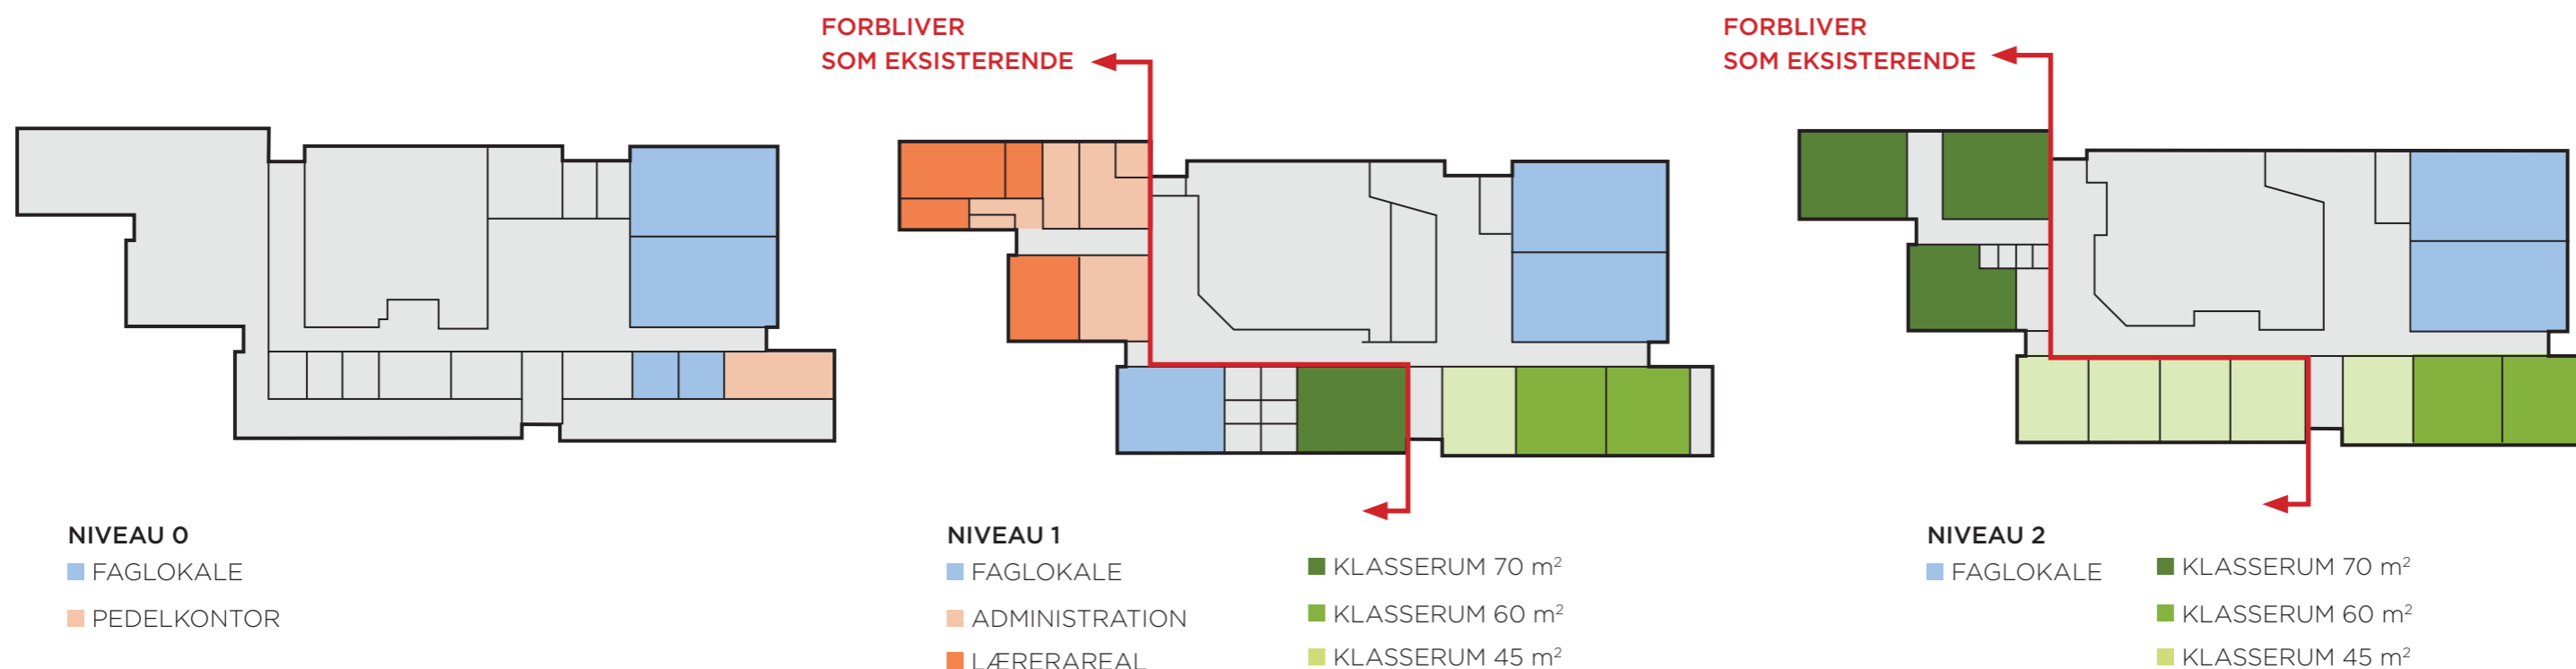 FORBLIVER
SOM EKSISTERENDE
FORBLIVER
SOM EKSISTERENDE
NIVEAU 0
FAGLOKALE
PEDELKONTOR
NIVEAU 1
FAGLOKALE
ADMINISTRATION
LÆRERAREAL
KLASSERUM 70 m²
KLASSERUM 60 m²
KLASSERUM 45 m²
NIVEAU 2
FAGLOKALE
KLASSERUM 70 m²
KLASSERUM 60 m²
KLASSERUM 45 m²